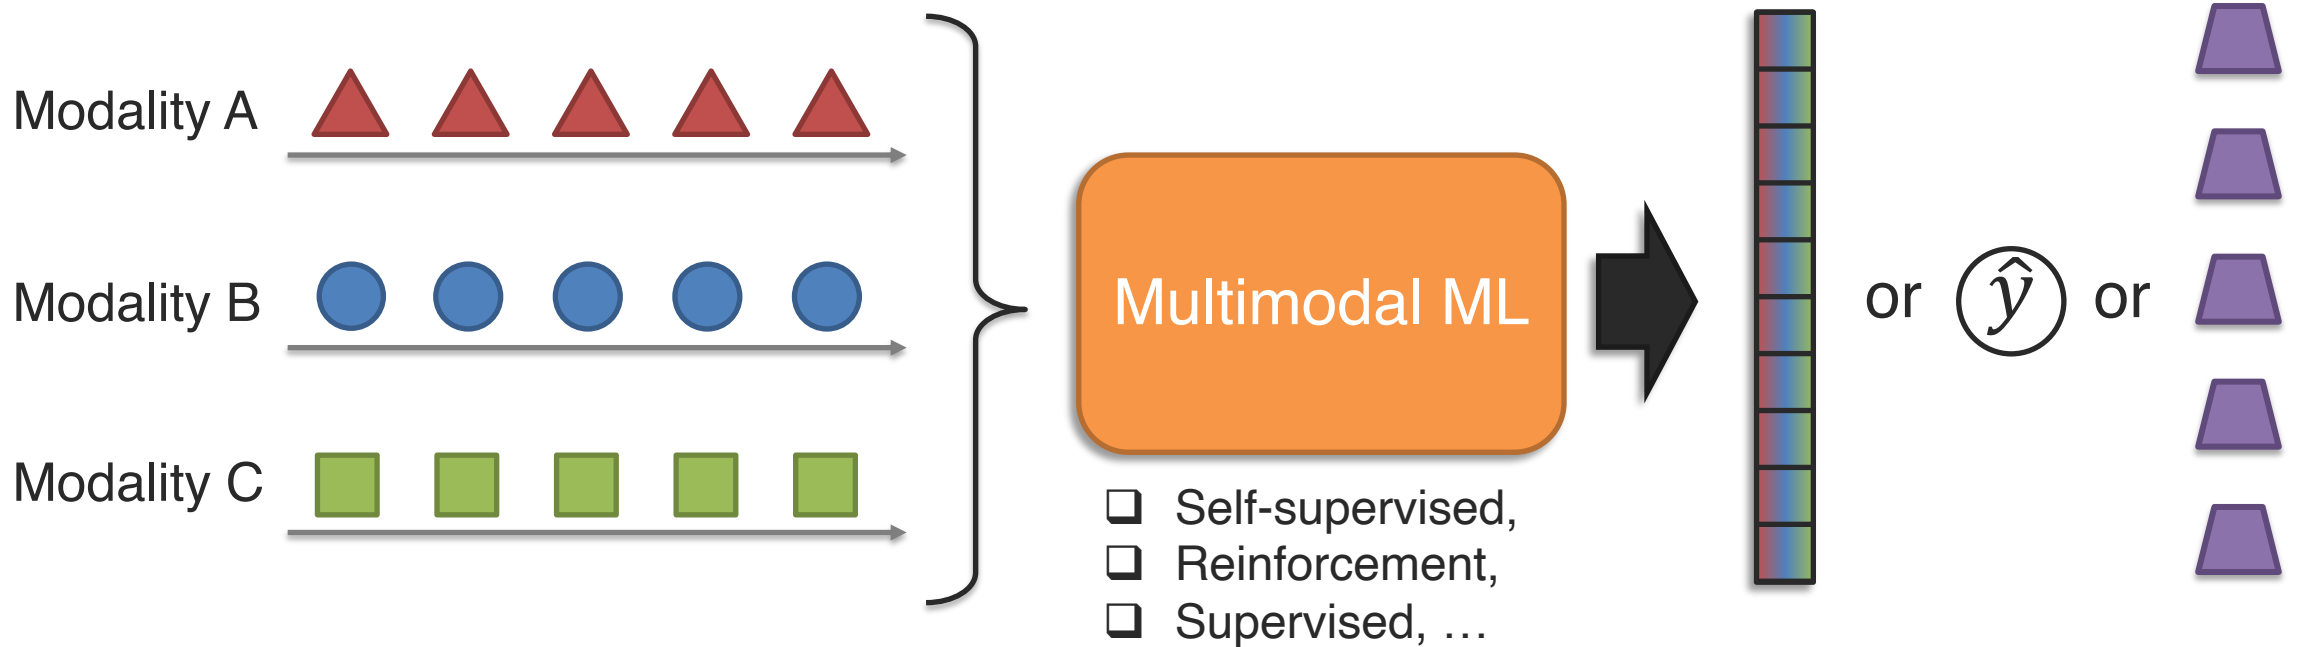 Modality A
Modality B
Modality C
Multimodal ML
❑ Self-supervised,
❑ Reinforcement,
❑ Supervised, …
or ŷ or